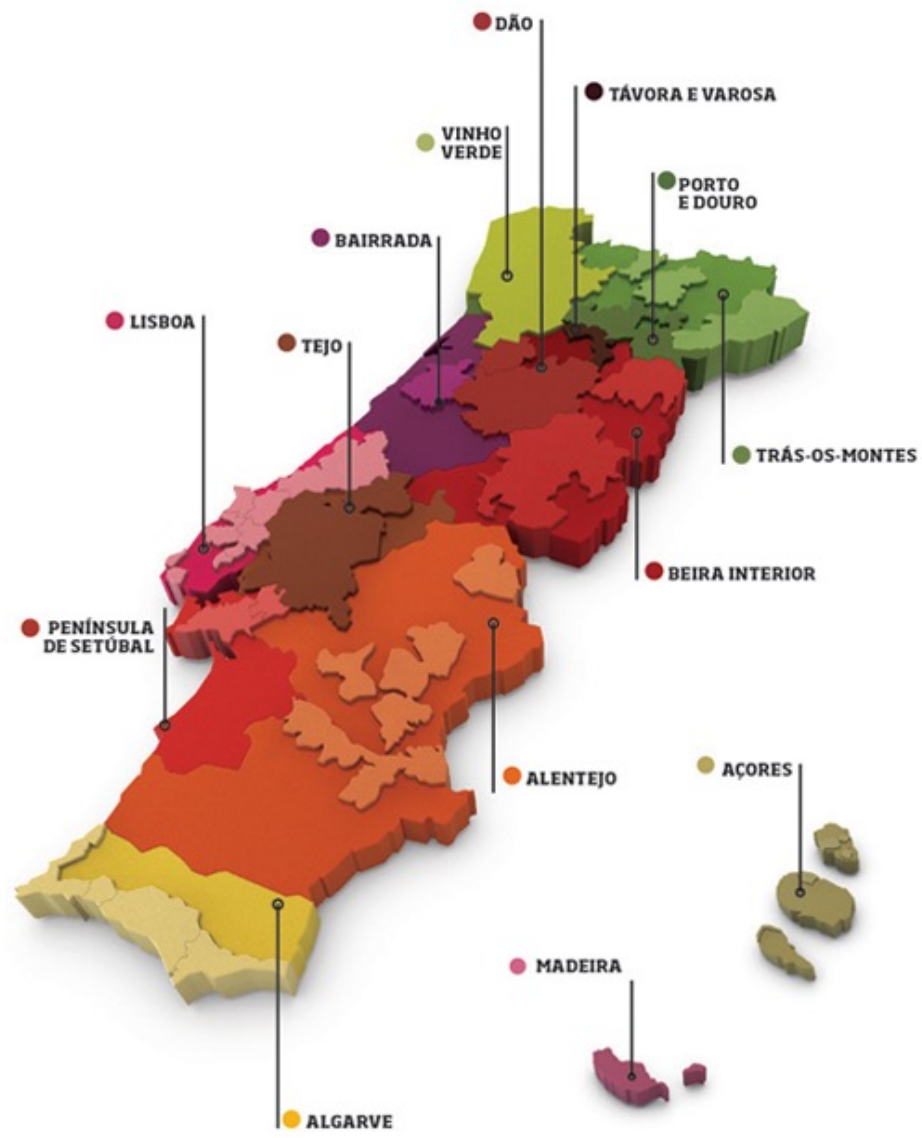 DÃO
TÁVORA E VAROSA
VINHO
VERDE
PORTO
E DOURO
BAIRRADA
LISBOA
TEJO
TRÁS-OS-MONTES
BEIRA INTERIOR
PENÍNSULA
DE SETÚBAL
AÇORES
ALENTEJO
MADEIRA
ALGARVE